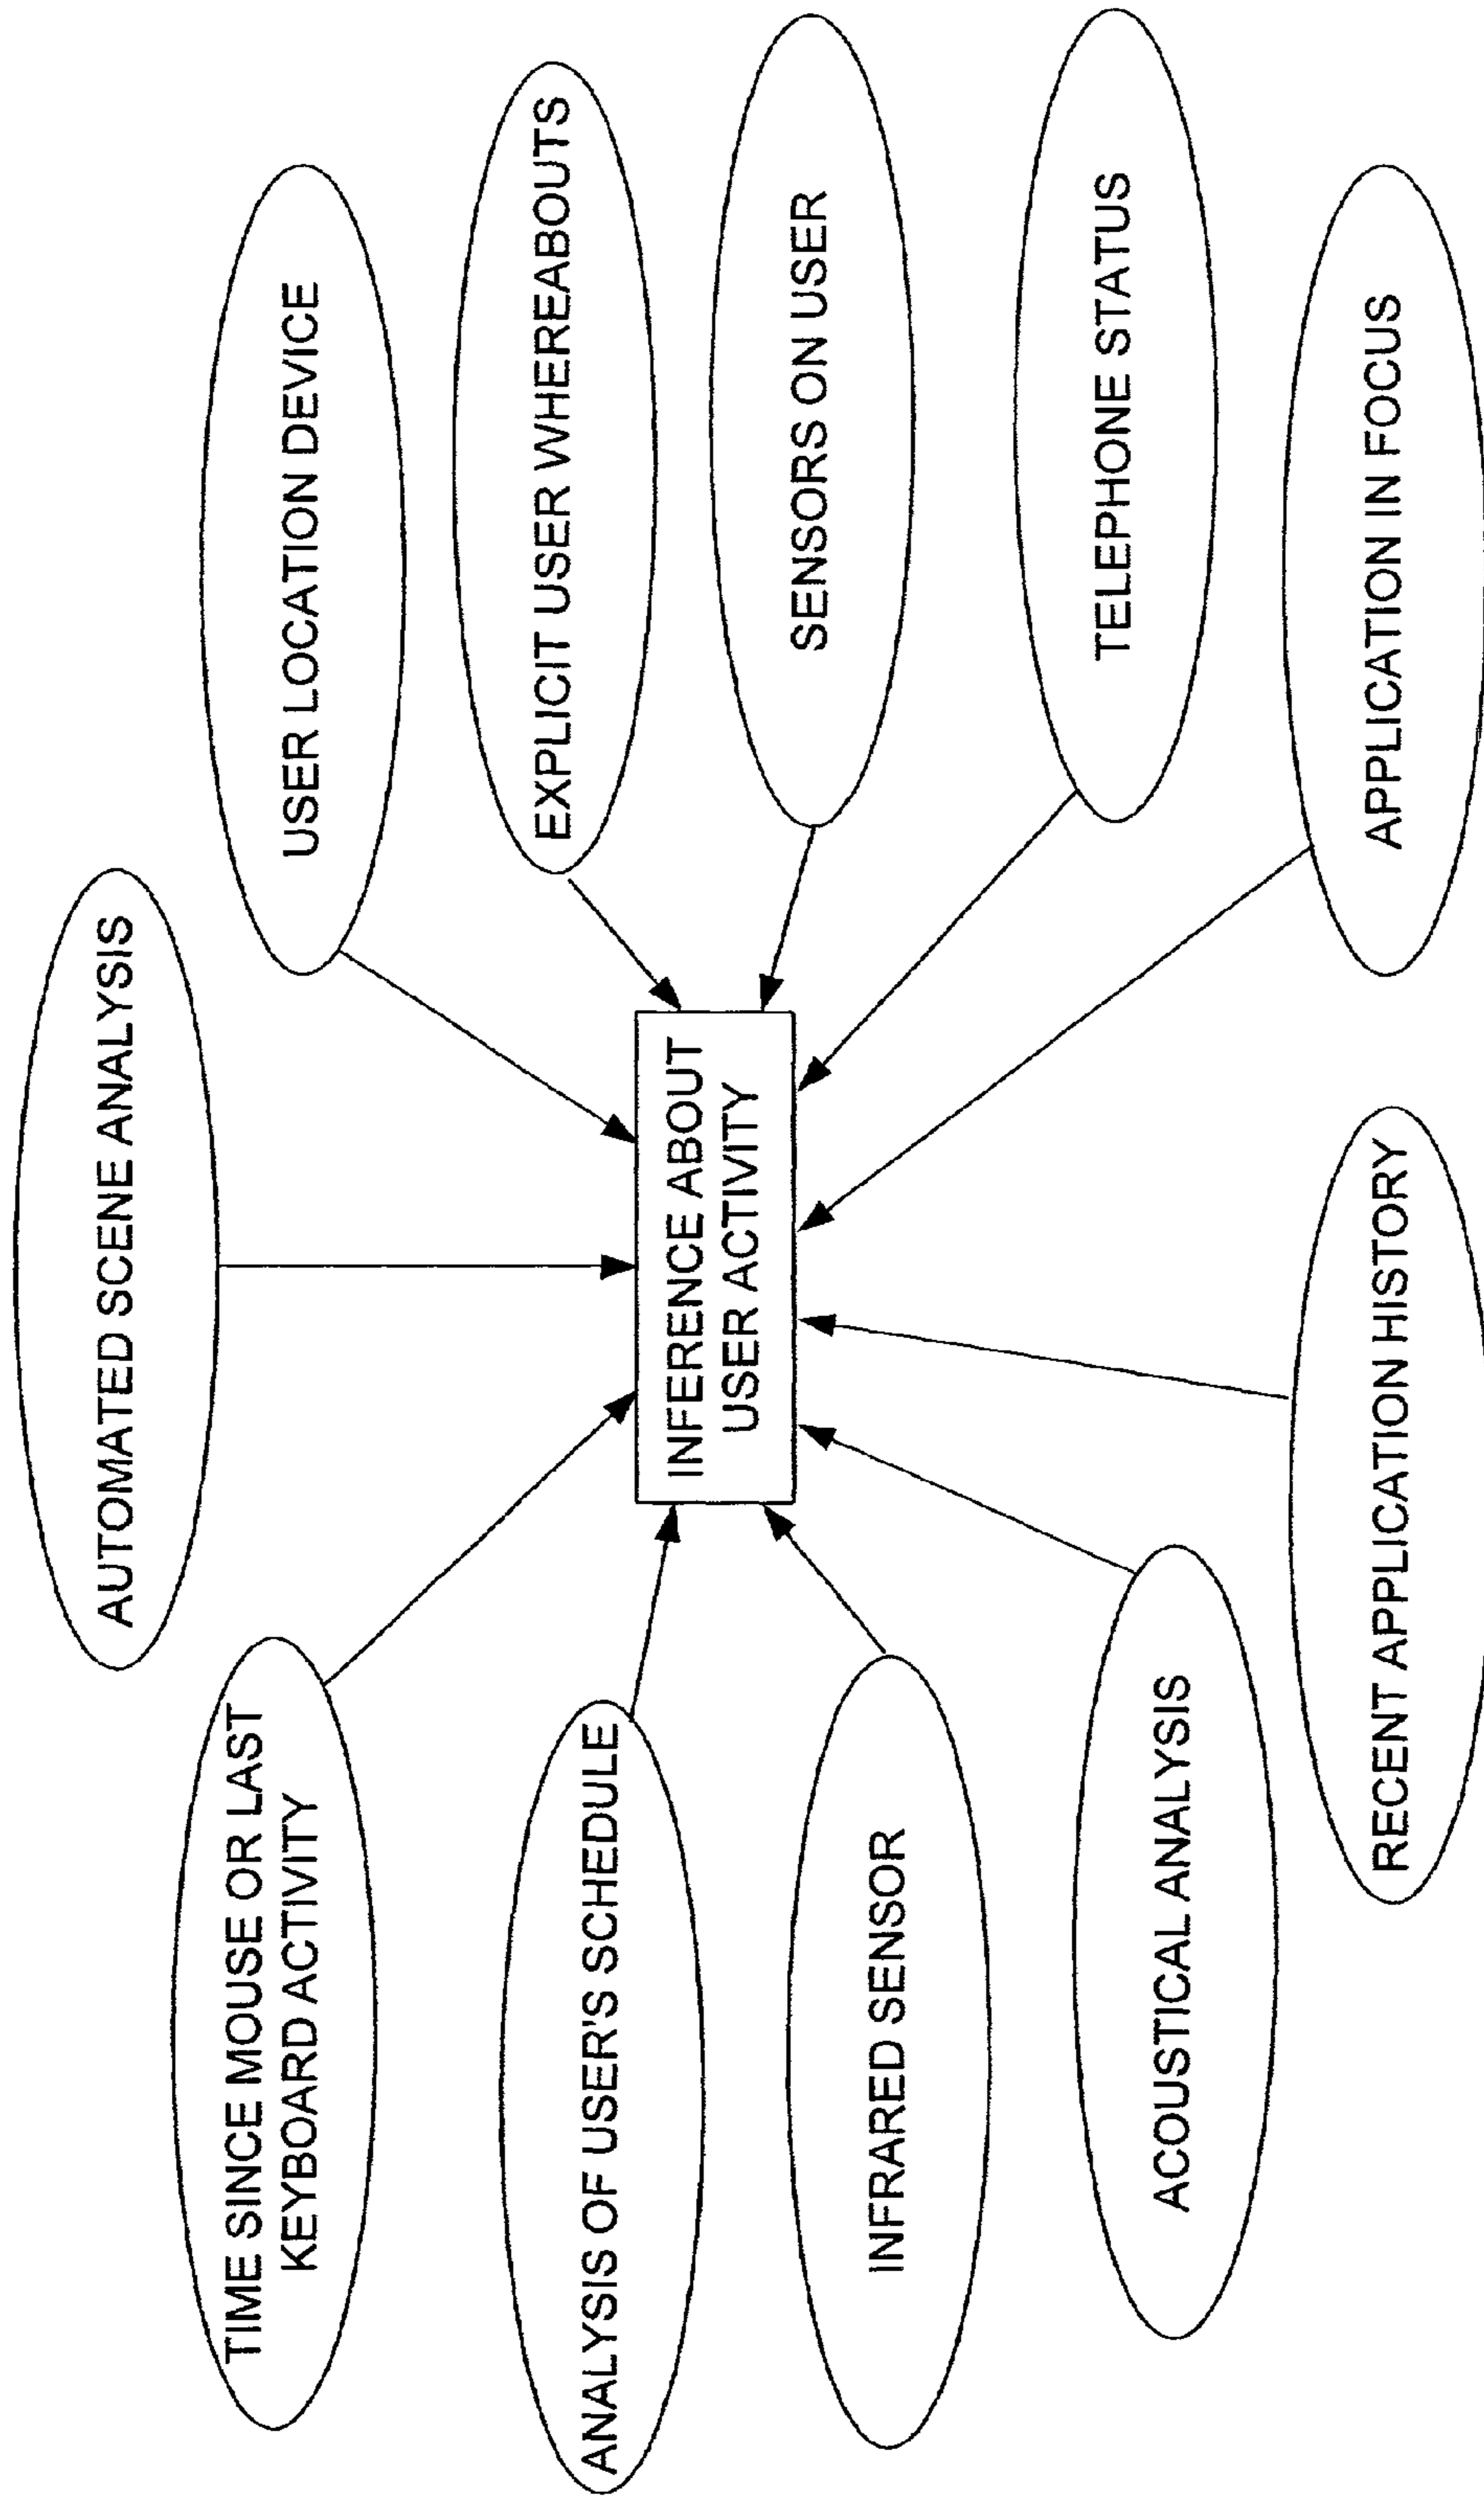 AUTOMATED SCENE ANALYSIS
TIME SINCE MOUSE OR LAST
KEYBOARD ACTIVITY
USER LOCATION DEVICE
ANALYSIS OF USER'S SCHEDULE
EXPLICIT USER WHEREABOUTS
INFERENCE ABOUT
USER ACTIVITY
INFRARED SENSOR
SENSORS ON USER
ACOUSTICAL ANALYSIS
TELEPHONE STATUS
RECENT APPLICATION HISTORY
APPLICATION IN FOCUS